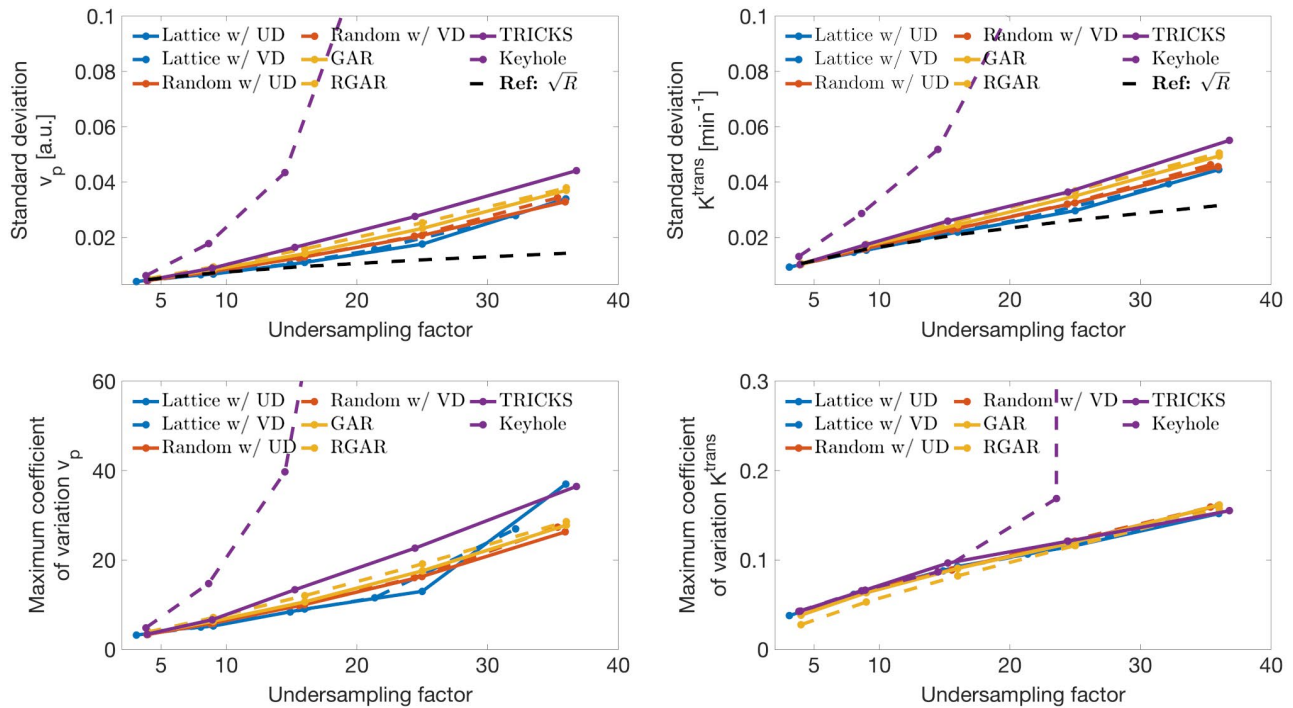 0.1
0.08
0.06
0.04
0.02
Standard deviation
v_p [a.u.]
Lattice w/ UD
Lattice w/ VD
Random w/ UD
Random w/ VD
GAR
RGAR
TRICKS
Keyhole
Ref: √R
5 10 20 30 40
Undersampling factor
0.1
0.08
0.06
0.04
0.02
Standard deviation
K^trans [min^-1]
Lattice w/ UD
Lattice w/ VD
Random w/ UD
Random w/ VD
GAR
RGAR
TRICKS
Keyhole
Ref: √R
5 10 20 30 40
Undersampling factor
60
40
20
0
Maximum coefficient
of variation v_p
Lattice w/ UD
Lattice w/ VD
Random w/ UD
Random w/ VD
GAR
RGAR
TRICKS
Keyhole
5 10 20 30 40
Undersampling factor
0.3
0.2
0.1
0
Maximum coefficient
of variation K^trans
Lattice w/ UD
Lattice w/ VD
Random w/ UD
Random w/ VD
GAR
RGAR
TRICKS
Keyhole
5 10 20 30 40
Undersampling factor